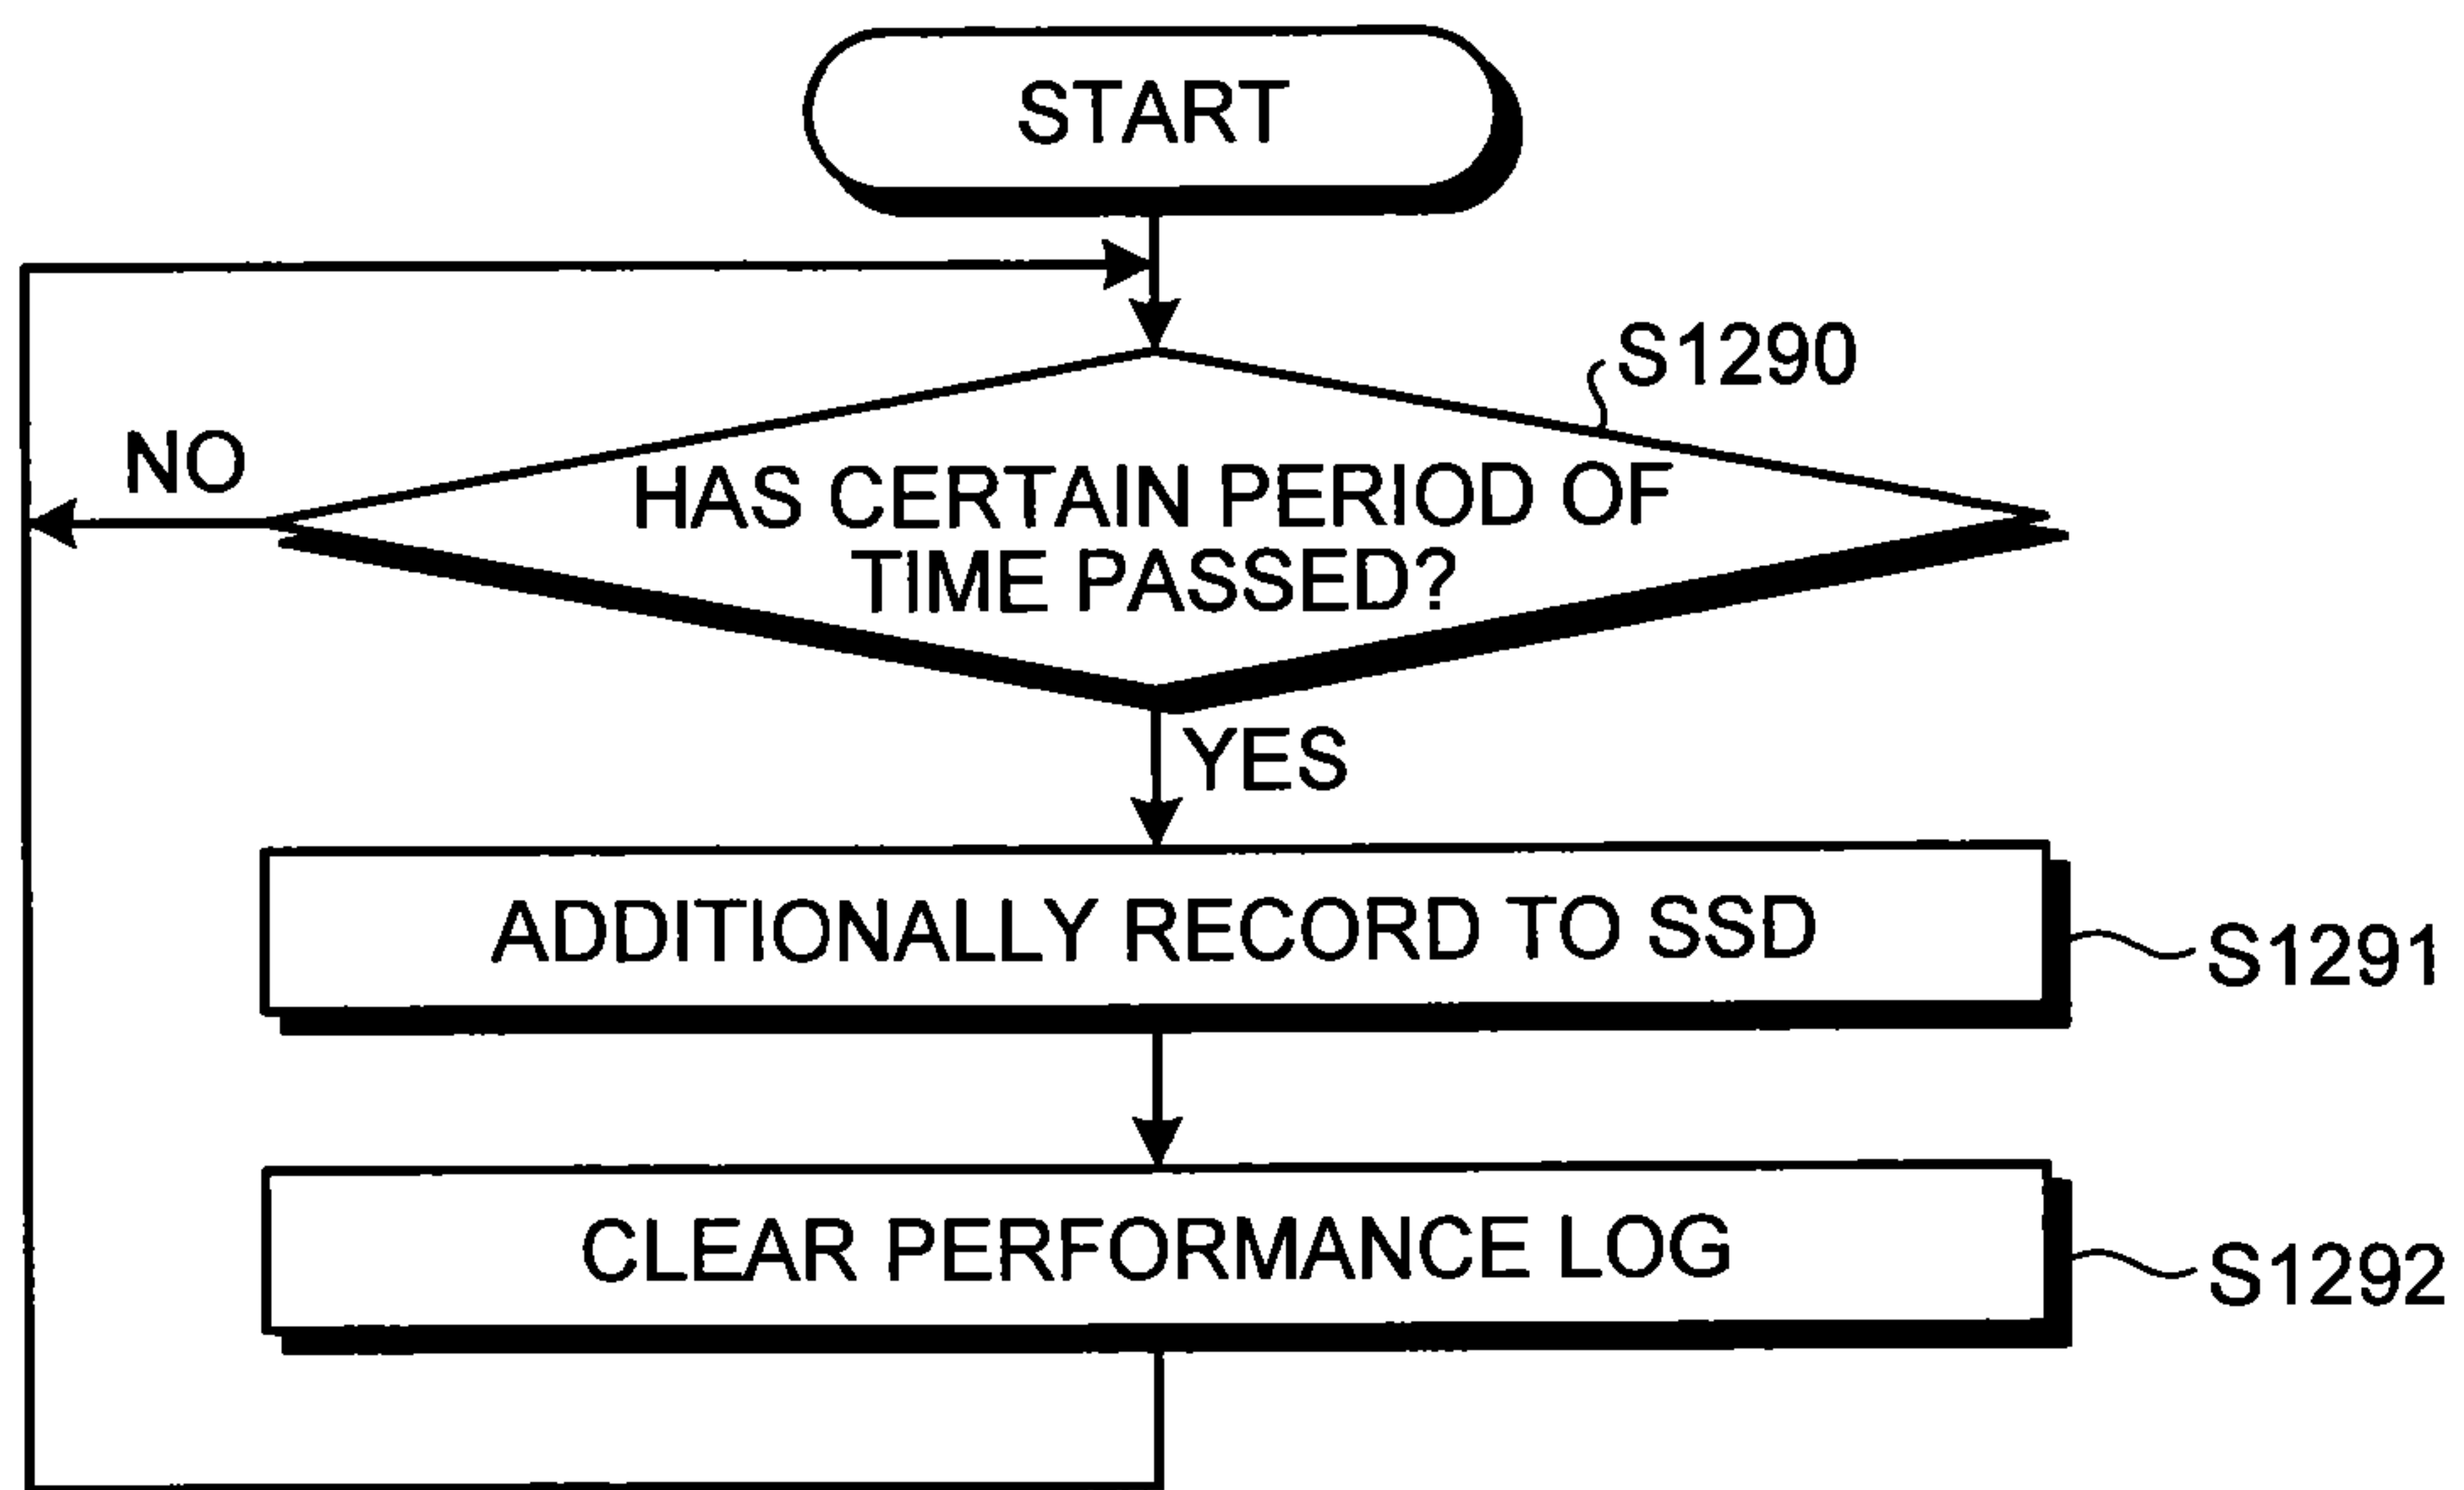 START
S1290
NO
HAS CERTAIN PERIOD OF
TIME PASSED?
YES
ADDITIONALLY RECORD TO SSD
S1291
CLEAR PERFORMANCE LOG
S1292